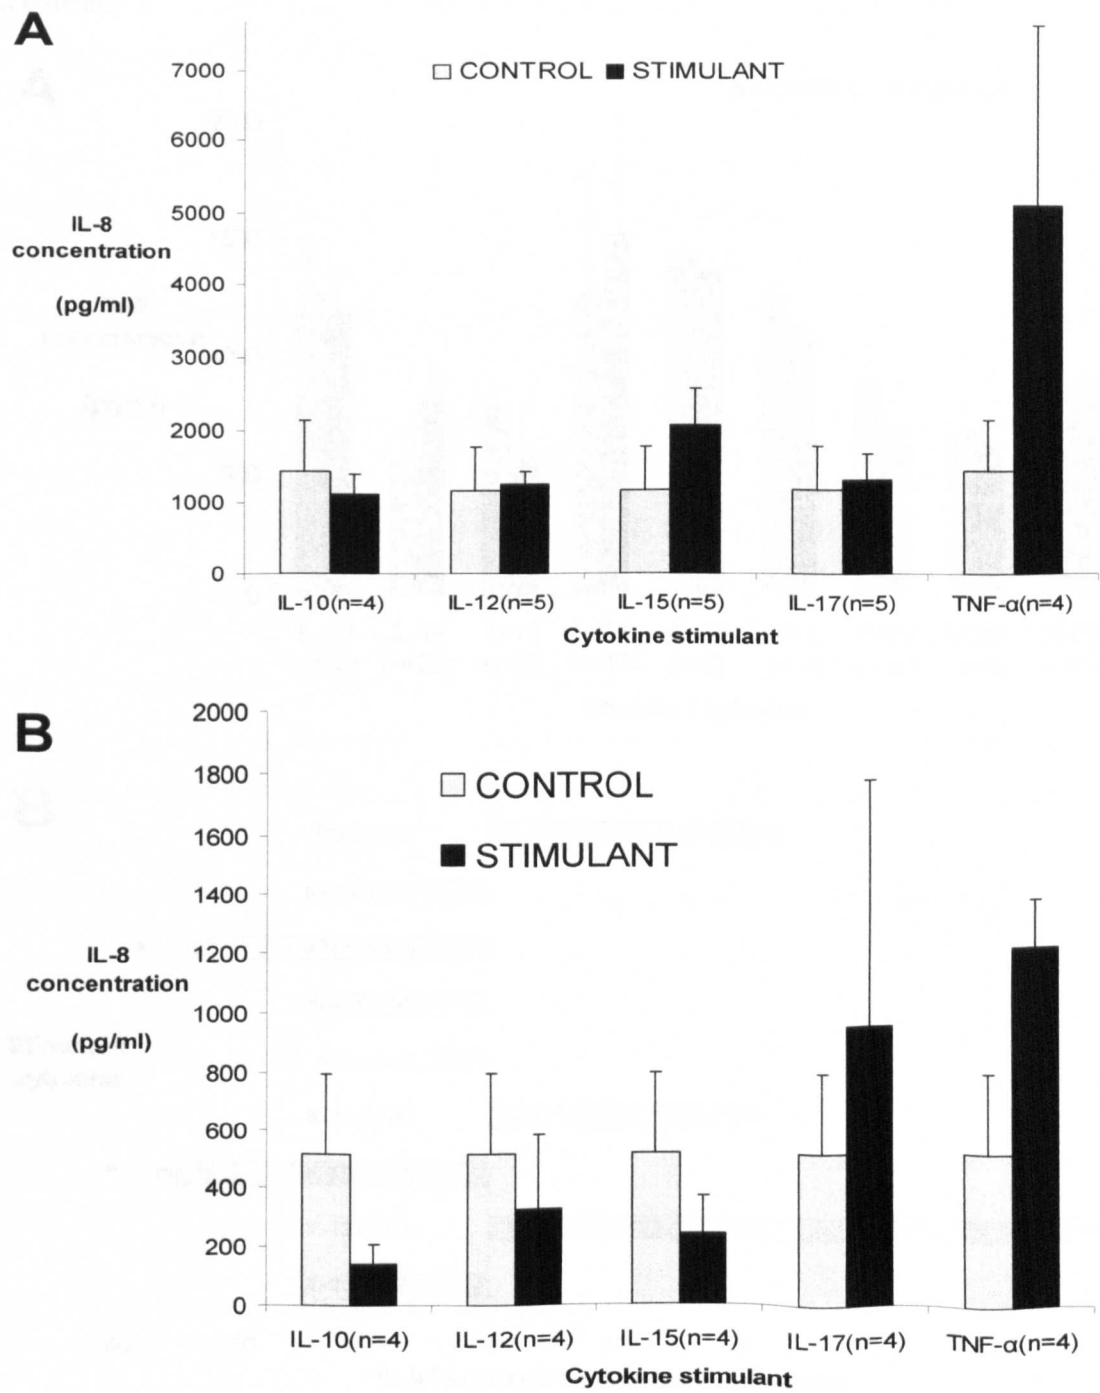 A
7000
CONTROL STIMULANT
6000
5000
IL-8
concentration
4000
(pg/ml)
3000
2000
1000
0
IL-10(n=4) IL-12(n=5) IL-15(n=5) IL-17(n=5) TNF-α(n=4)
Cytokine stimulant
B
2000
1800
CONTROL
1600
STIMULANT
1400
1200
IL-8
concentration
1000
(pg/ml)
800
600
400
200
0
IL-10(n=4) IL-12(n=4) IL-15(n=4) IL-17(n=4) TNF-α(n=4)
Cytokine stimulant